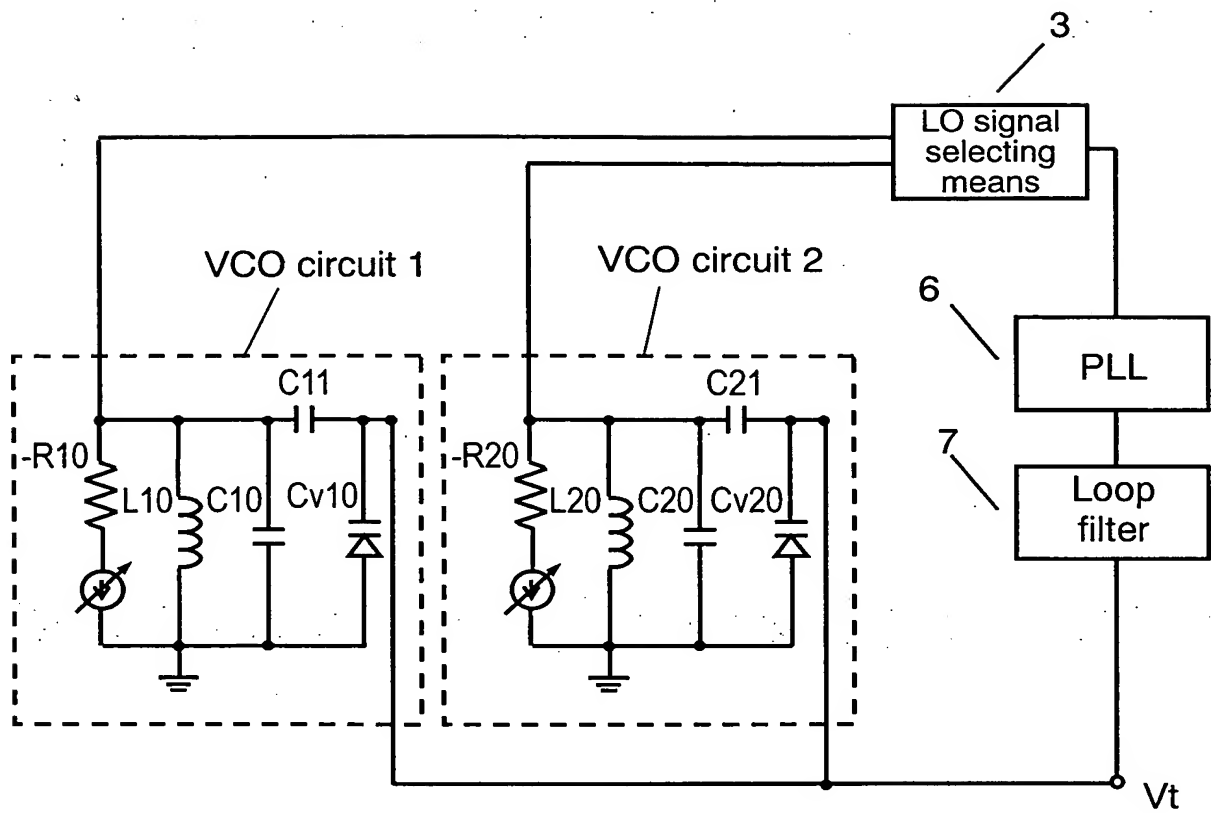 3
LO signal
selecting
means
VCO circuit 1
VCO circuit 2
6
PLL
C11
C21
-R10
L10
C10
Cv10
-R20
L20
C20
Cv20
7
Loop
filter
Vt